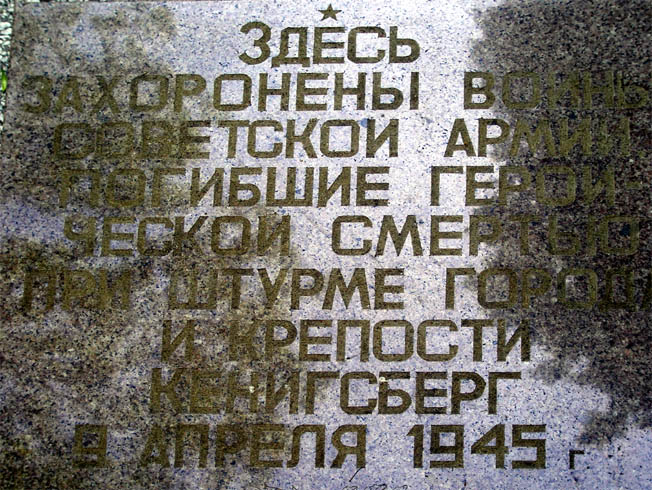 ЗДЕСЬ
ЗАХОРОНЕНЫ ВОИНЫ
СОВЕТСКОЙ АРМИИ
ПОГИБШИЕ ГЕРОИ-
ЧЕСКОЙ СМЕРТЬЮ
ПРИ ШТУРМЕ ГОРОДА
И КРЕПОСТИ
КЕНИГСБЕРГ
9 АПРЕЛЯ 1945 г